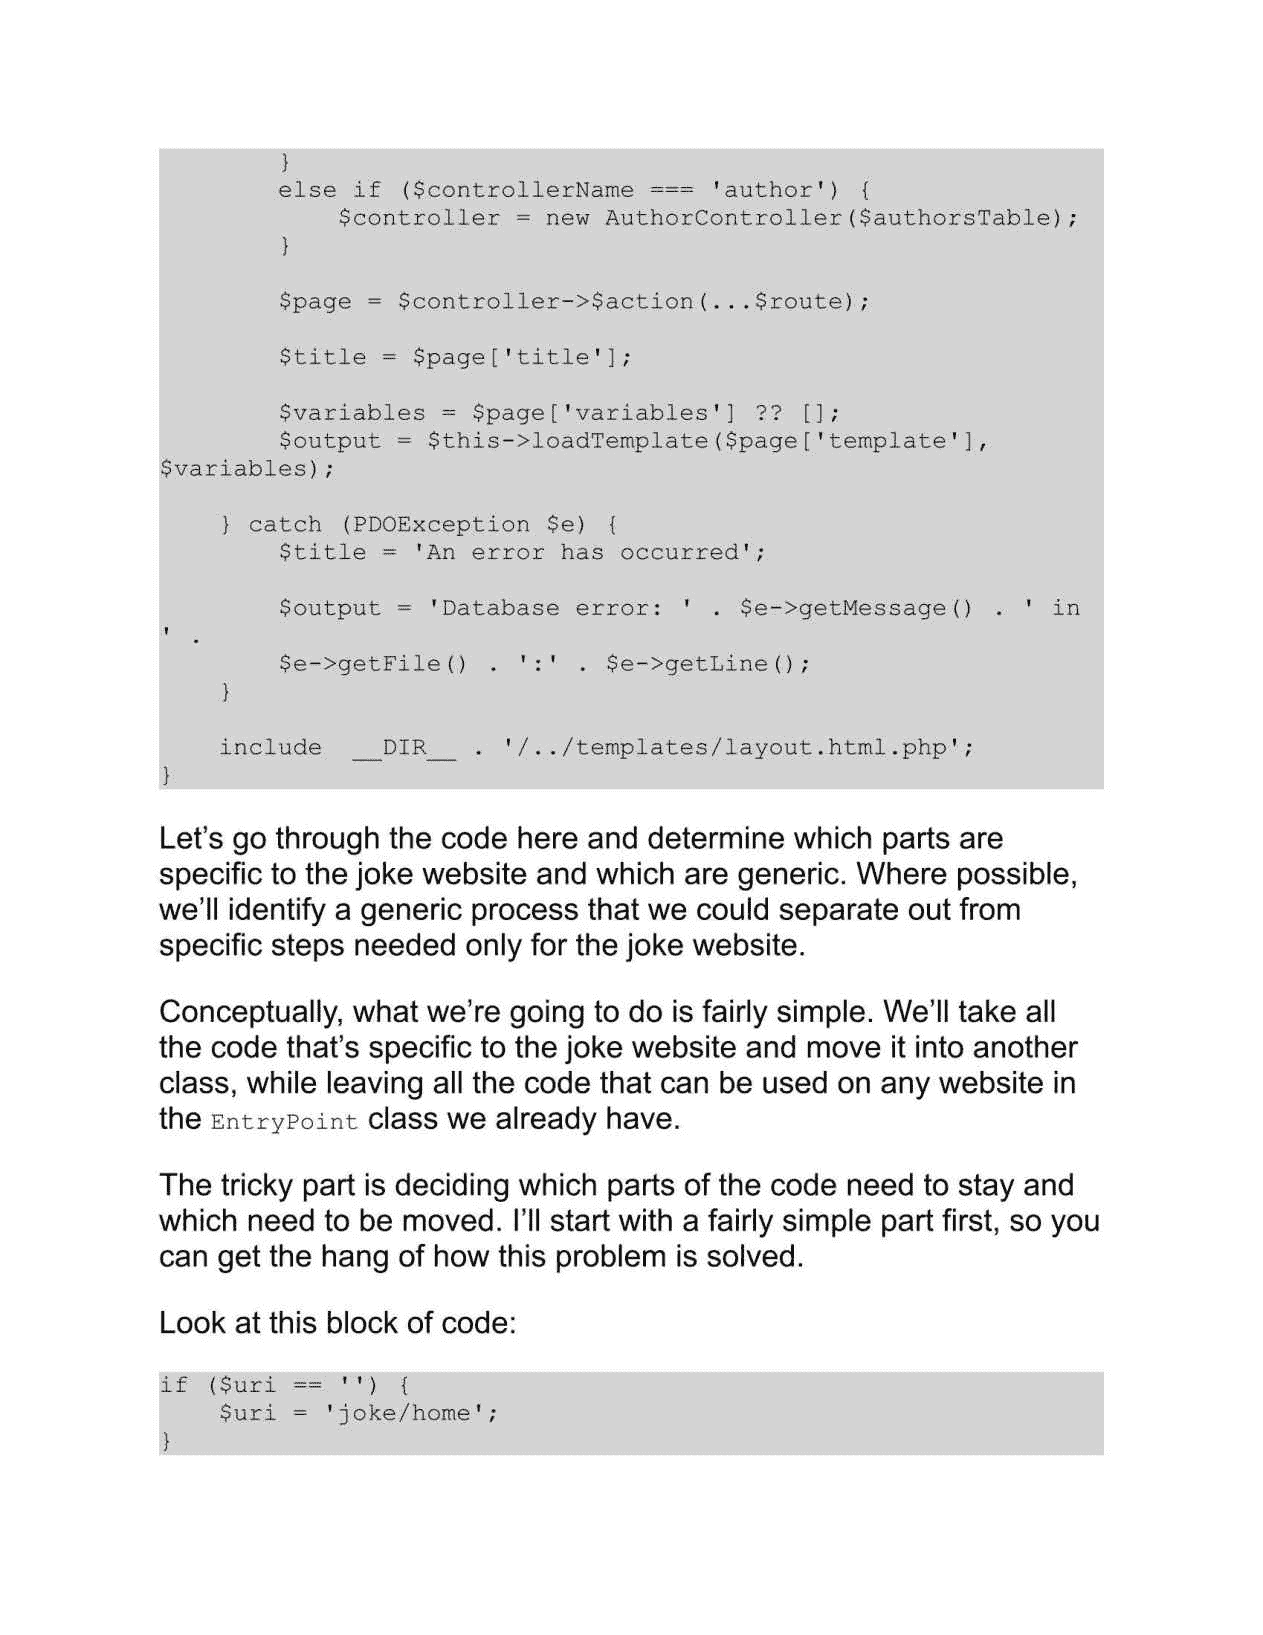 }
        else if ($controllerName === 'author') {
            $controller = new AuthorController($authorsTable);
        }

        $page = $controller->$action(...$route);

        $title = $page['title'];

        $variables = $page['variables'] ?? [];
        $output = $this->loadTemplate($page['template'],
$variables);

    } catch (PDOException $e) {
        $title = 'An error has occurred';

        $output = 'Database error: ' . $e->getMessage() . ' in
' .
        $e->getFile() . ':' . $e->getLine();
    }

    include  __DIR__ . '/../templates/layout.html.php';
}
Let’s go through the code here and determine which parts are
specific to the joke website and which are generic. Where possible,
we’ll identify a generic process that we could separate out from
specific steps needed only for the joke website.
Conceptually, what we’re going to do is fairly simple. We’ll take all
the code that’s specific to the joke website and move it into another
class, while leaving all the code that can be used on any website in
the EntryPoint class we already have.
The tricky part is deciding which parts of the code need to stay and
which need to be moved. I’ll start with a fairly simple part first, so you
can get the hang of how this problem is solved.
Look at this block of code:
if ($uri == '') {
    $uri = 'joke/home';
}